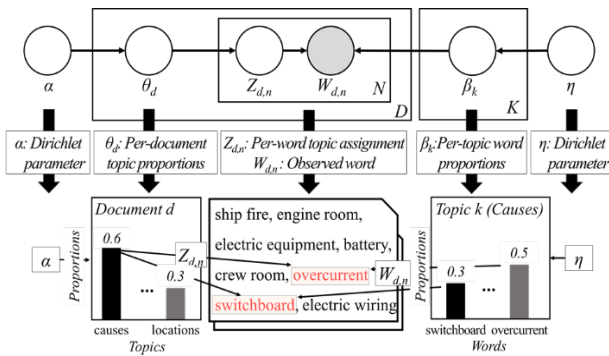 α
θd
Zd,n
Wd,n
N
D
βk
K
η
α: Dirichlet
parameter
θd: Per-document
topic proportions
Zd,n: Per-word topic assignment
Wd,n: Observed word
βk:Per-topic word
proportions
η: Dirichlet
parameter
α
Document d
Proportions
0.6
0.3
...
causes
locations
Topics
Zd,n
ship fire, engine room,
electric equipment, battery,
crew room, overcurrent
switchboard, electric wiring
Wd,n
Topic k (Causes)
Proportions
0.3
0.5
...
switchboard overcurrent
Words
η